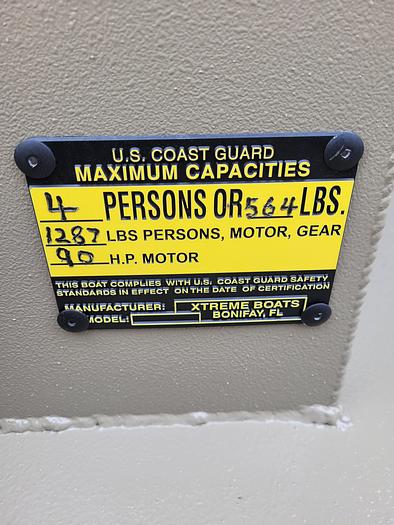 U.S. COAST GUARD
MAXIMUM CAPACITIES
4 PERSONS OR 564 LBS.
1287 LBS PERSONS, MOTOR, GEAR
90 H.P. MOTOR
THIS BOAT COMPLIES WITH U.S. COAST GUARD SAFETY
STANDARDS IN EFFECT ON THE DATE OF CERTIFICATION
MANUFACTURER: XTREME BOATS
MODEL: BONIFAY, FL